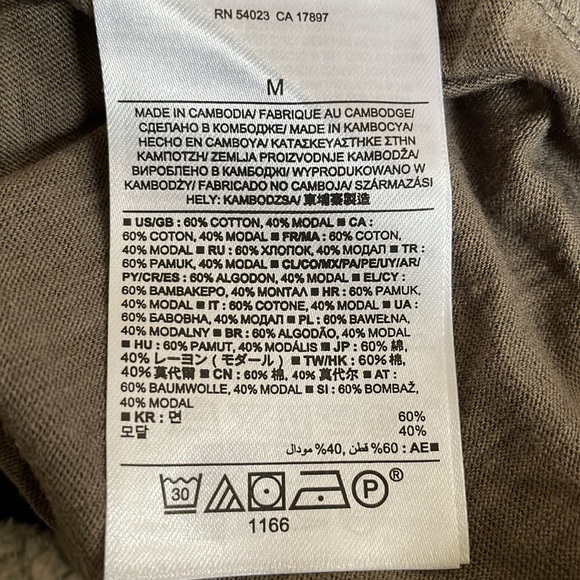 RN 54023 CA 17897
M
MADE IN CAMBODIA/ FABRIQUE AU CAMBODGE/
СДЕЛАНО В КОМБОДЖЕ/ MADE IN KAMBOCYA/
HECHO EN CAMBOYA/ ΚΑΤΑΣΚΕΥΑΣΤΗΚΕ ΣΤΗΝ
ΚΑΜΠΟΤΖΗ/ ZEMLJA PROIZVODNJE KAMBODŽA/
ВИРОБЛЕНО В КАМБОДЖI/ WYPRODUKOWANO W
KAMBODŻY/ FABRICADO NO CAMBOJA/ SZÁRMAZÁSI
HELY: KAMBODZSA/ 柬埔寨製造
■ US/GB : 60% COTTON, 40% MODAL ■ CA :
60% COTON, 40% MODAL ■ FR/MA : 60% COTON,
40% MODAL ■ RU : 60% ХЛОПОК, 40% МОДАЛ ■ TR :
60% PAMUK, 40% MODAL ■ CL/CO/MX/PA/PE/UY/AR/
PY/CR/ES : 60% ALGODON, 40% MODAL ■ EL/CY :
60% ΒΑΜΒΑΚΕΡΟ, 40% ΜΟΝΤΑΛ ■ HR : 60% PAMUK,
40% MODAL ■ IT : 60% COTONE, 40% MODAL ■ UA :
60% БАВОВНА, 40% МОДАЛ ■ PL : 60% BAWEŁNA,
40% MODALNY ■ BR : 60% ALGODÃO, 40% MODAL
■ HU : 60% PAMUT, 40% MODÁLIS ■ JP : 60% 綿,
40% レーヨン（モダール） ■ TW/HK : 60% 棉,
40% 莫代爾 ■ CN : 60% 棉, 40% 莫代尔 ■ AT :
60% BAUMWOLLE, 40% MODAL ■ SI : 60% BOMBAŽ,
40% MODAL
■ KR : 면 60%
모달 40%
■AE : 60% قطن, 40% مودال
30 P ®
1166